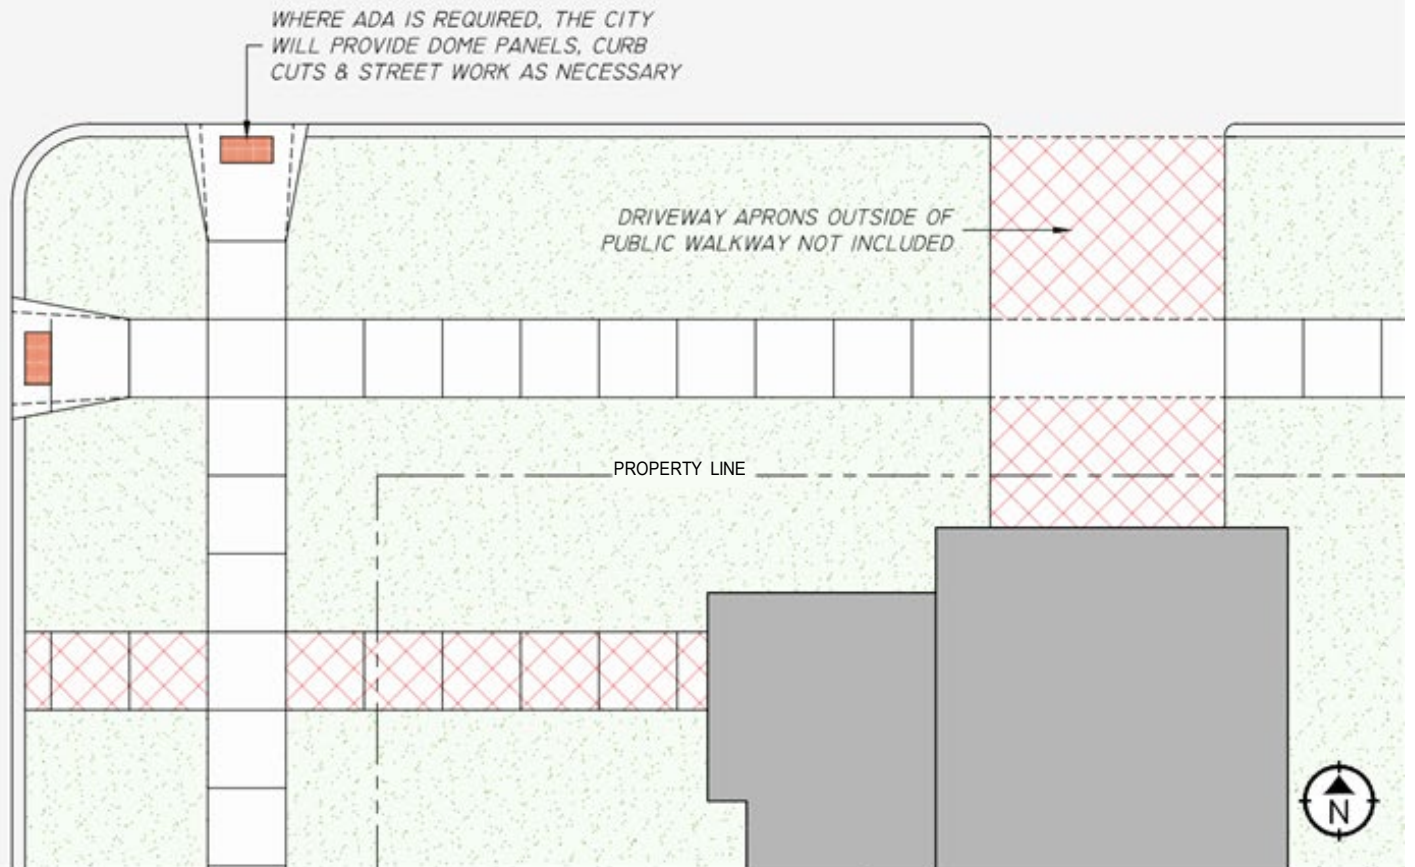 WHERE ADA IS REQUIRED, THE CITY
WILL PROVIDE DOME PANELS, CURB
CUTS & STREET WORK AS NECESSARY
DRIVEWAY APRONS OUTSIDE OF
PUBLIC WALKWAY NOT INCLUDED
PROPERTY LINE
N